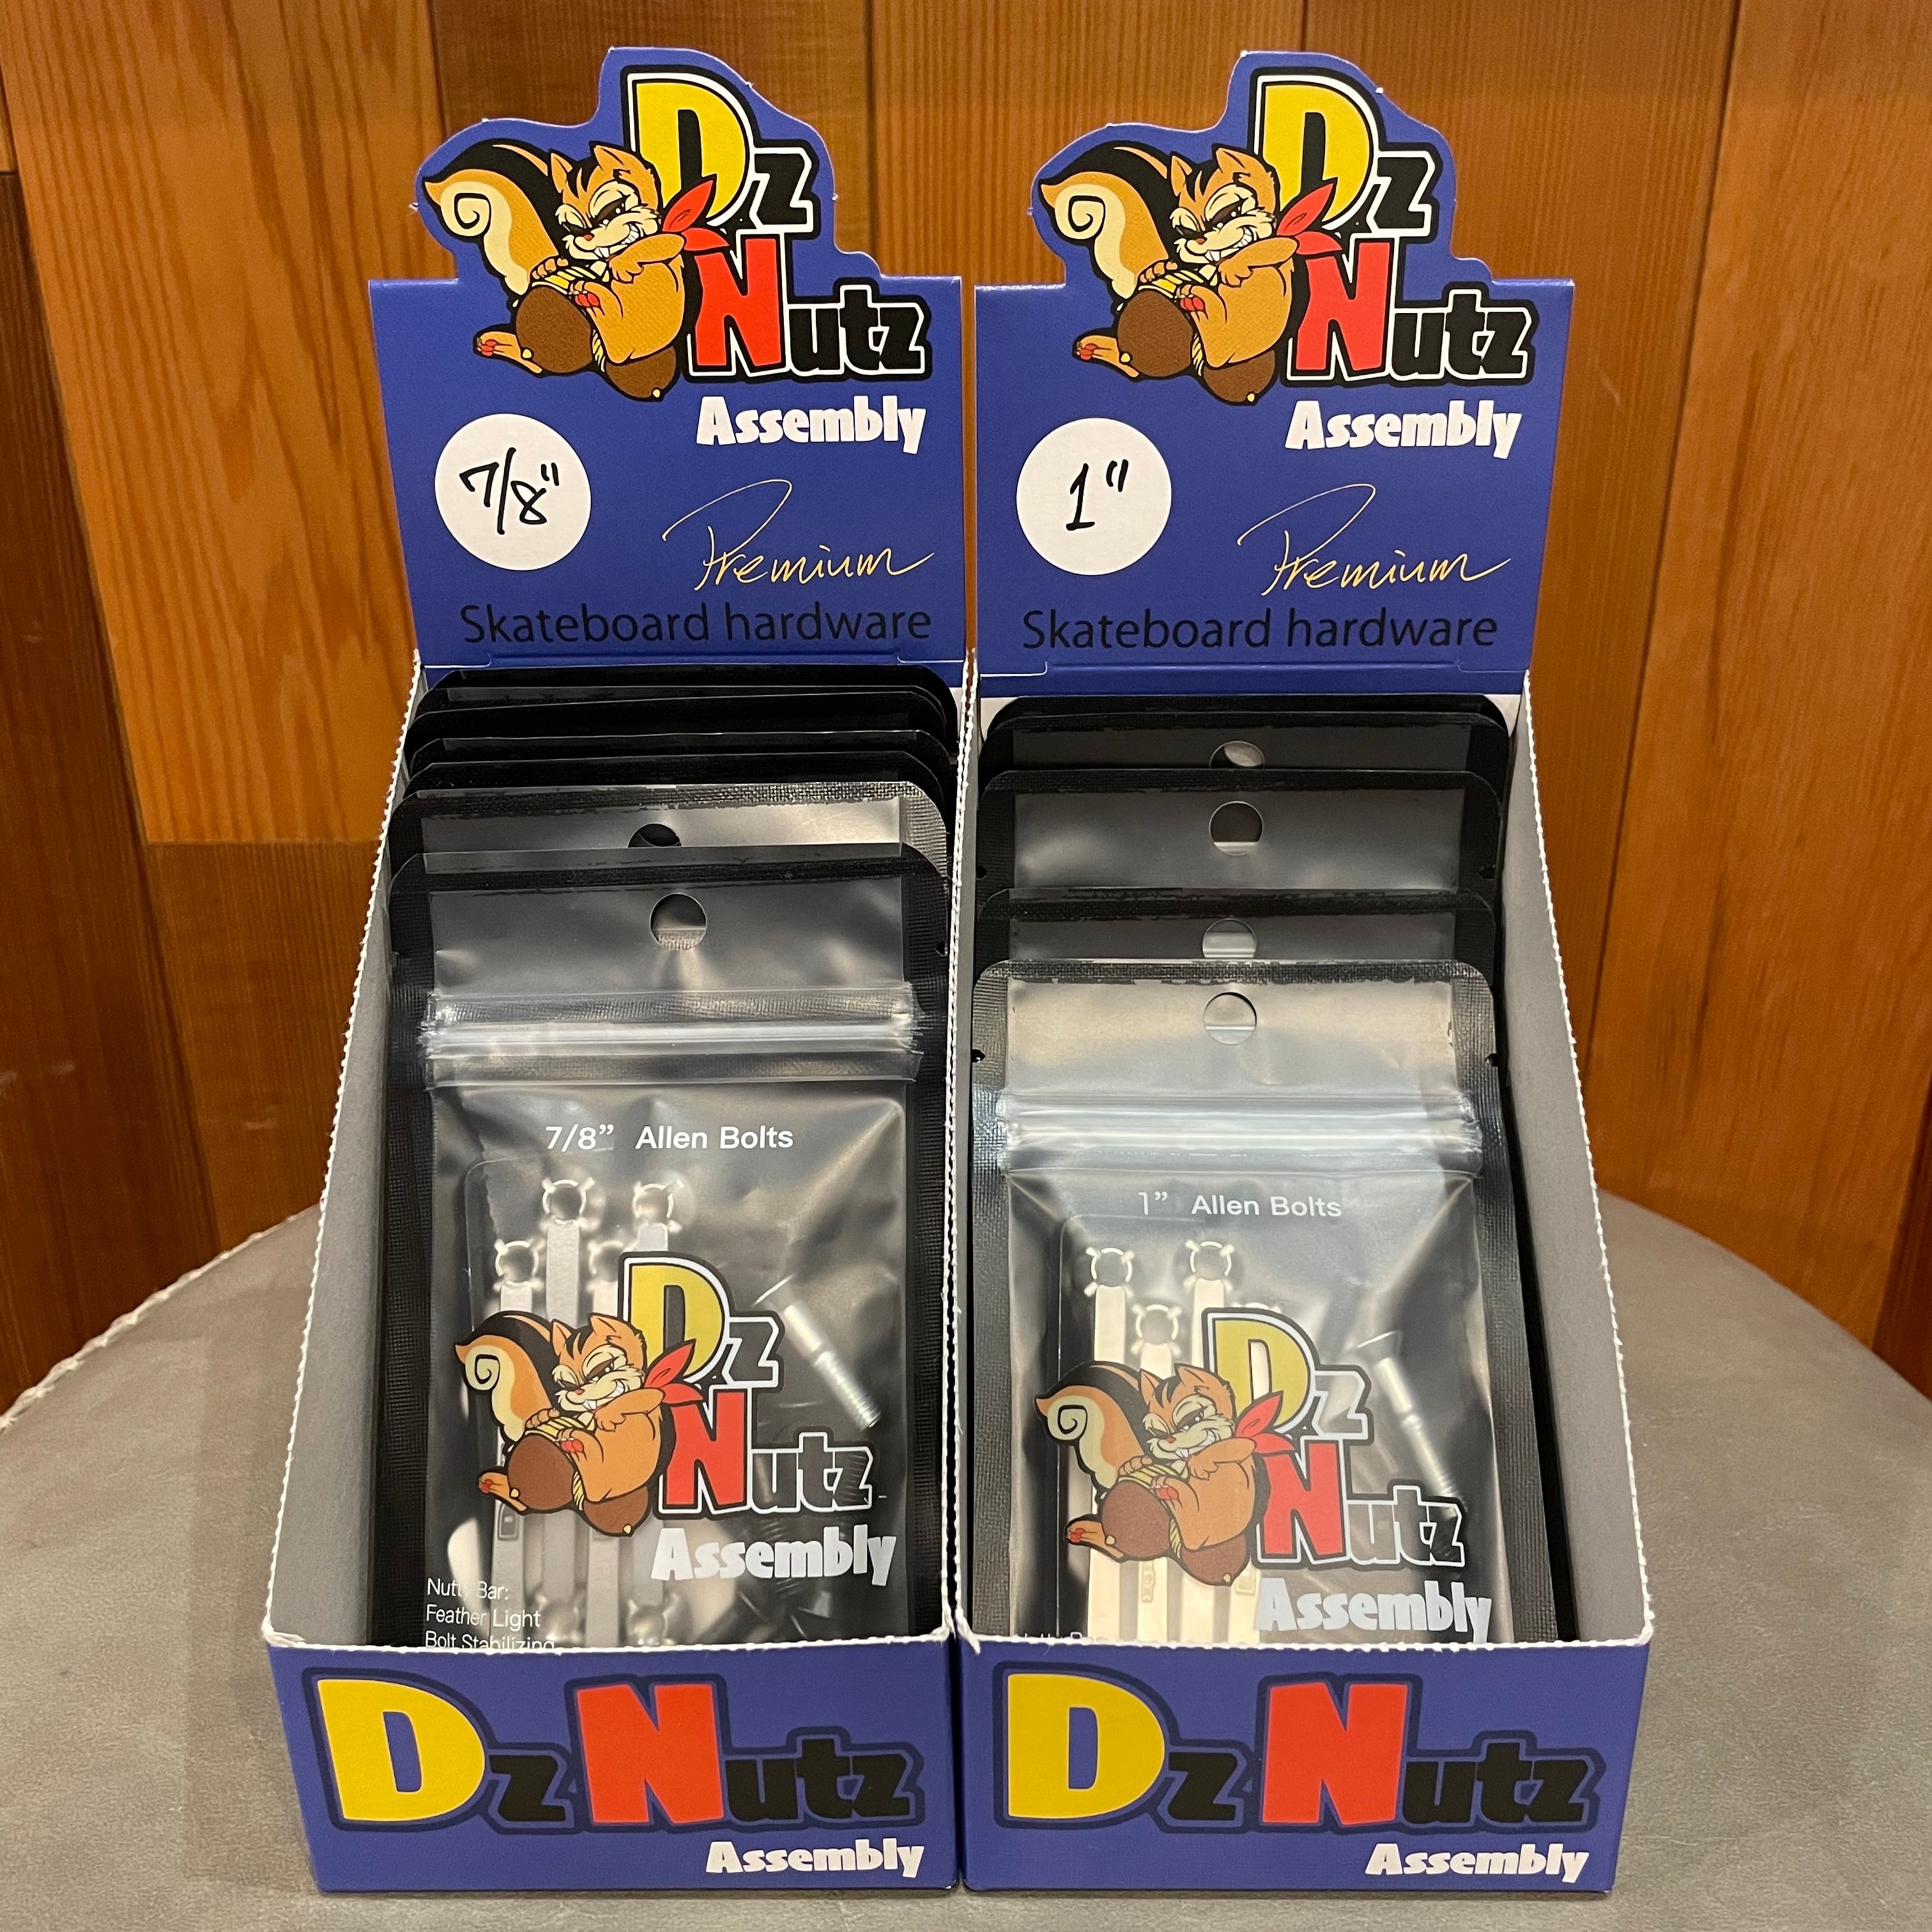 Dz
Nutz
Assembly
7/8"
Premium
Skateboard hardware
7/8” Allen Bolts
Dz
Nutz
Assembly
Nutty Bar:
Feather Light
Bolt Stabilizing
Dz Nutz
Assembly
Dz
Nutz
Assembly
1"
Premium
Skateboard hardware
1” Allen Bolts
Dz
Nutz
Assembly
Dz Nutz
Assembly